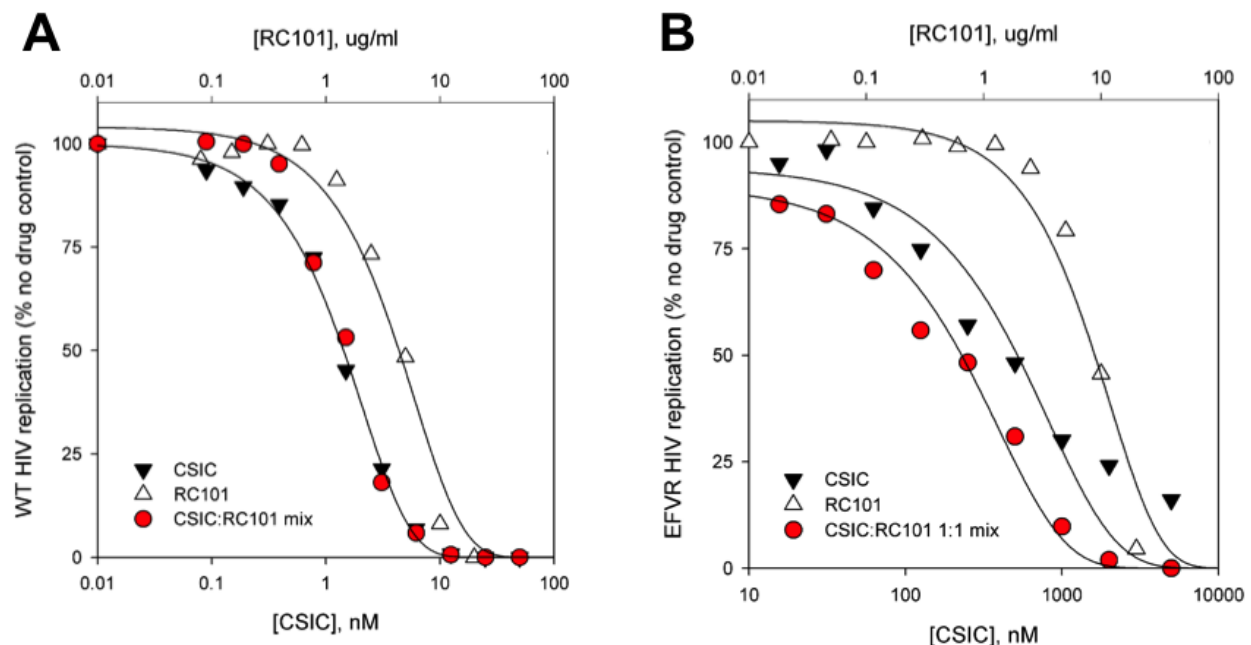 A
[RC101], ug/ml
0.01 0.1 1 10 100
WT HIV replication (% no drug control)
100
75
50
25
0
CSIC
RC101
CSIC:RC101 mix
0.01 0.1 1 10 100
[CSIC], nM
B
[RC101], ug/ml
0.01 0.1 1 10 100
EFVR HIV replication (% no drug control)
100
75
50
25
0
CSIC
RC101
CSIC:RC101 1:1 mix
10 100 1000 10000
[CSIC], nM